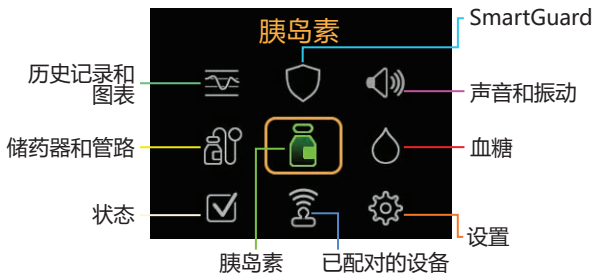 胰岛素
SmartGuard
历史记录和
图表
声音和振动
储药器和管路
血糖
状态
设置
胰岛素
已配对的设备